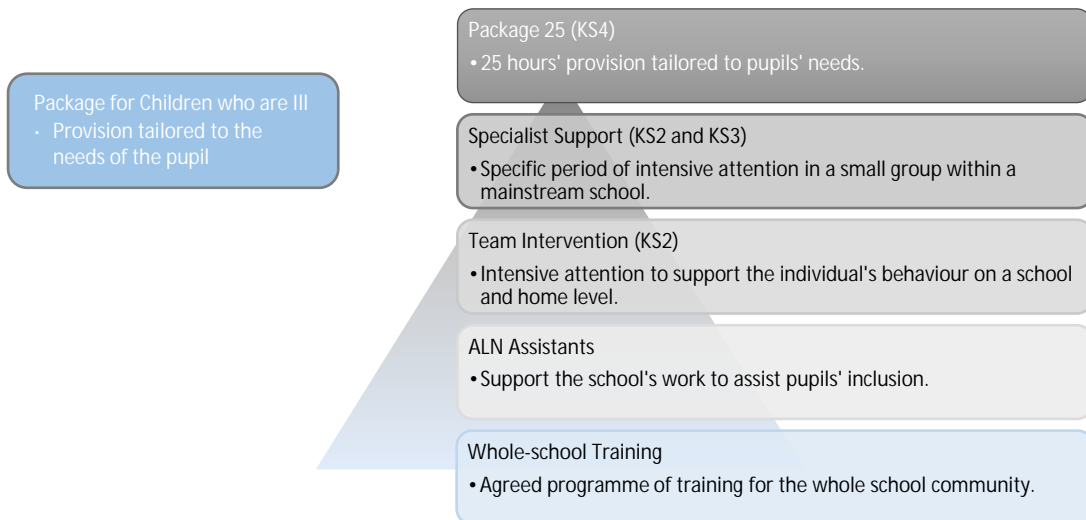 Package for Children who are Ill
· Provision tailored to the
needs of the pupil
Package 25 (KS4)
• 25 hours' provision tailored to pupils' needs.
Specialist Support (KS2 and KS3)
• Specific period of intensive attention in a small group within a
mainstream school.
Team Intervention (KS2)
• Intensive attention to support the individual's behaviour on a school
and home level.
ALN Assistants
• Support the school's work to assist pupils' inclusion.
Whole-school Training
• Agreed programme of training for the whole school community.